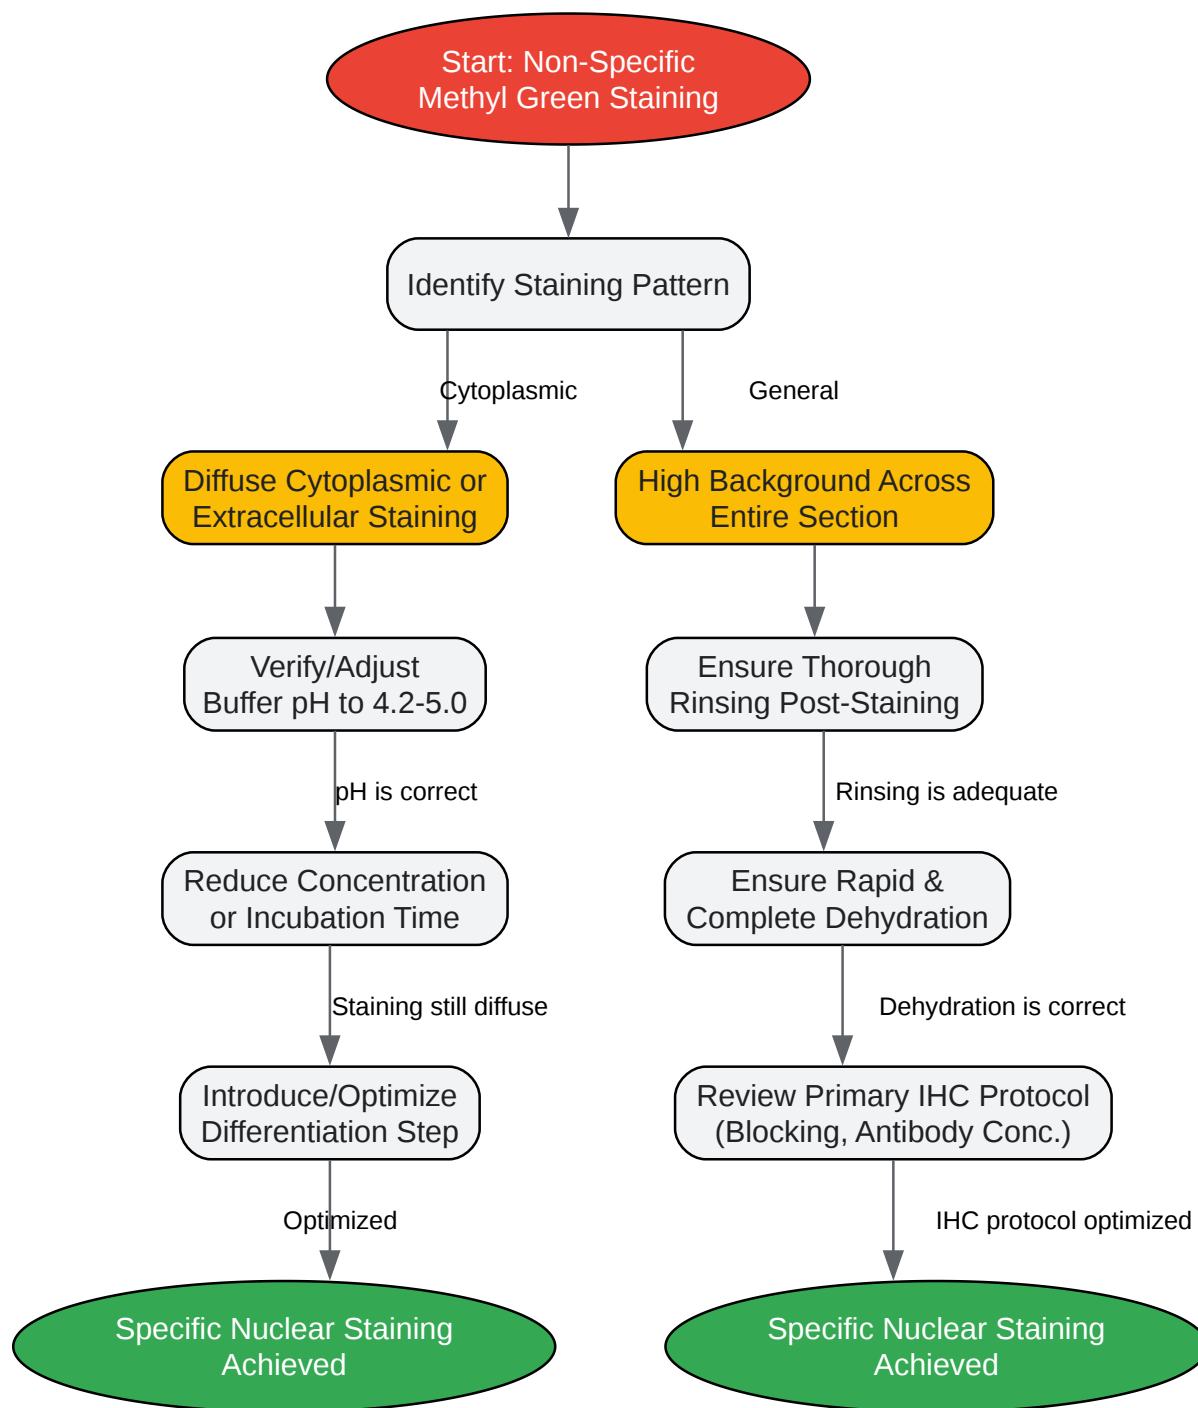 Start: Non-Specific
Methyl Green Staining
Identify Staining Pattern
Cytoplasmic
General
Diffuse Cytoplasmic or
Extracellular Staining
High Background Across
Entire Section
Verify/Adjust
Buffer pH to 4.2-5.0
Ensure Thorough
Rinsing Post-Staining
pH is correct
Rinsing is adequate
Reduce Concentration
or Incubation Time
Ensure Rapid &
Complete Dehydration
Staining still diffuse
Dehydration is correct
Introduce/Optimize
Differentiation Step
Review Primary IHC Protocol
(Blocking, Antibody Conc.)
Optimized
IHC protocol optimized
Specific Nuclear Staining
Achieved
Specific Nuclear Staining
Achieved